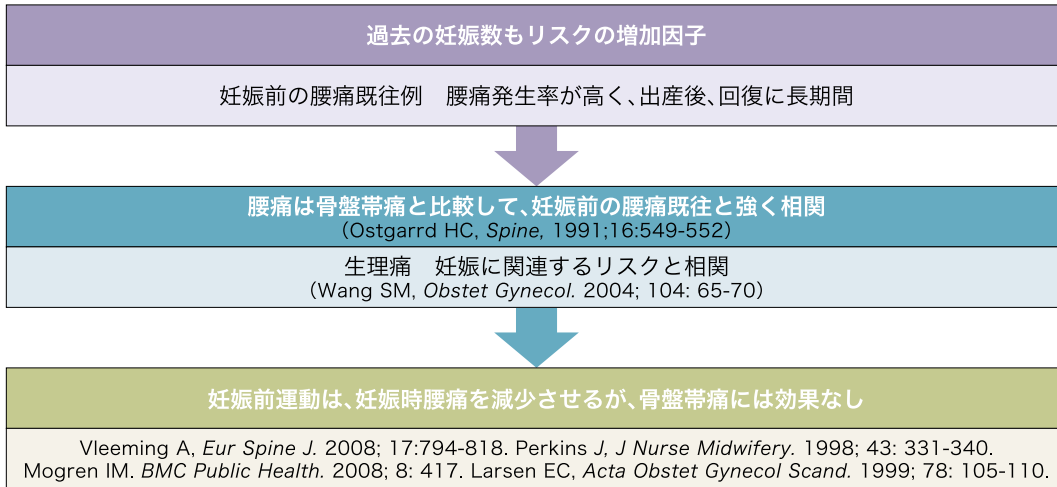 過去の妊娠数もリスクの増加因子
妊娠前の腰痛既往例　腰痛発生率が高く、出産後、回復に長期間
腰痛は骨盤帯痛と比較して、妊娠前の腰痛既往と強く相関
（Ostgarrd HC, Spine, 1991;16:549-552）
生理痛　妊娠に関連するリスクと相関
（Wang SM, Obstet Gynecol. 2004; 104: 65-70）
妊娠前運動は、妊娠時腰痛を減少させるが、骨盤帯痛には効果なし
Vleeming A, Eur Spine J. 2008; 17:794-818. Perkins J, J Nurse Midwifery. 1998; 43: 331-340.
Mogren IM. BMC Public Health. 2008; 8: 417. Larsen EC, Acta Obstet Gynecol Scand. 1999; 78: 105-110.